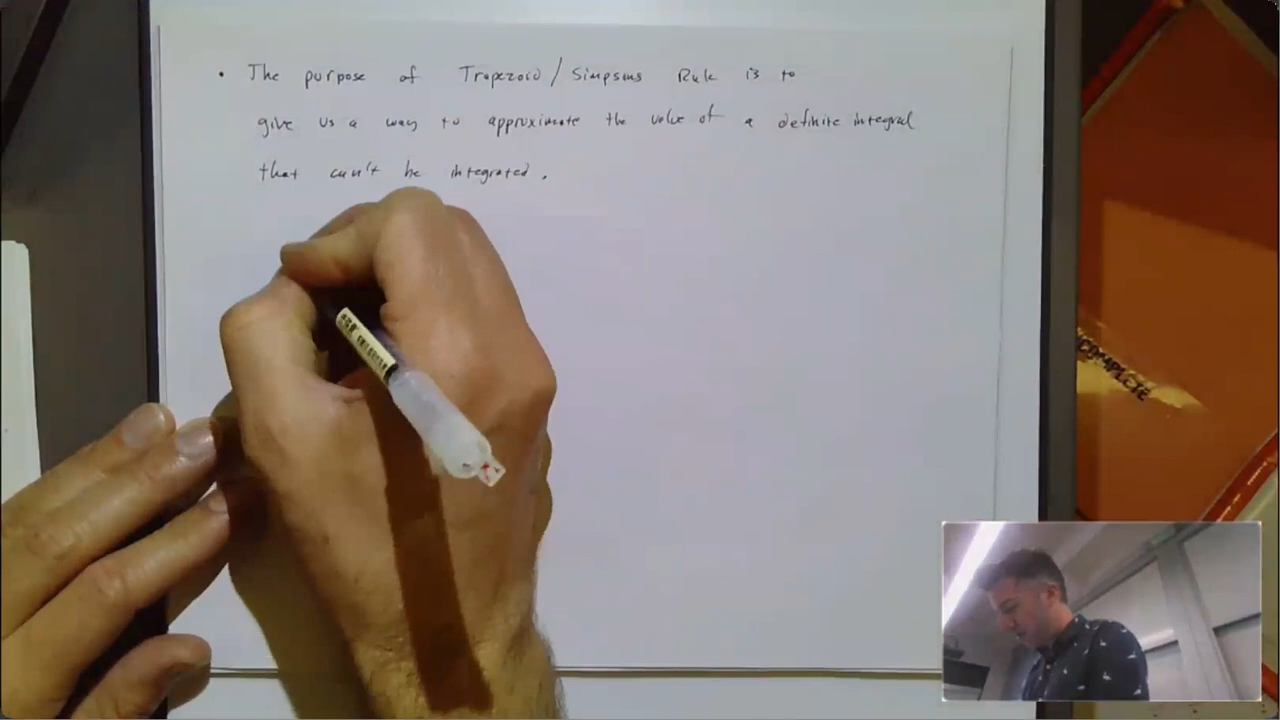 • The purpose of Trapezoid/Simpsons Rule is to
give us a way to approximate the value of a definite integral
that can't be integrated.
COMPLETE